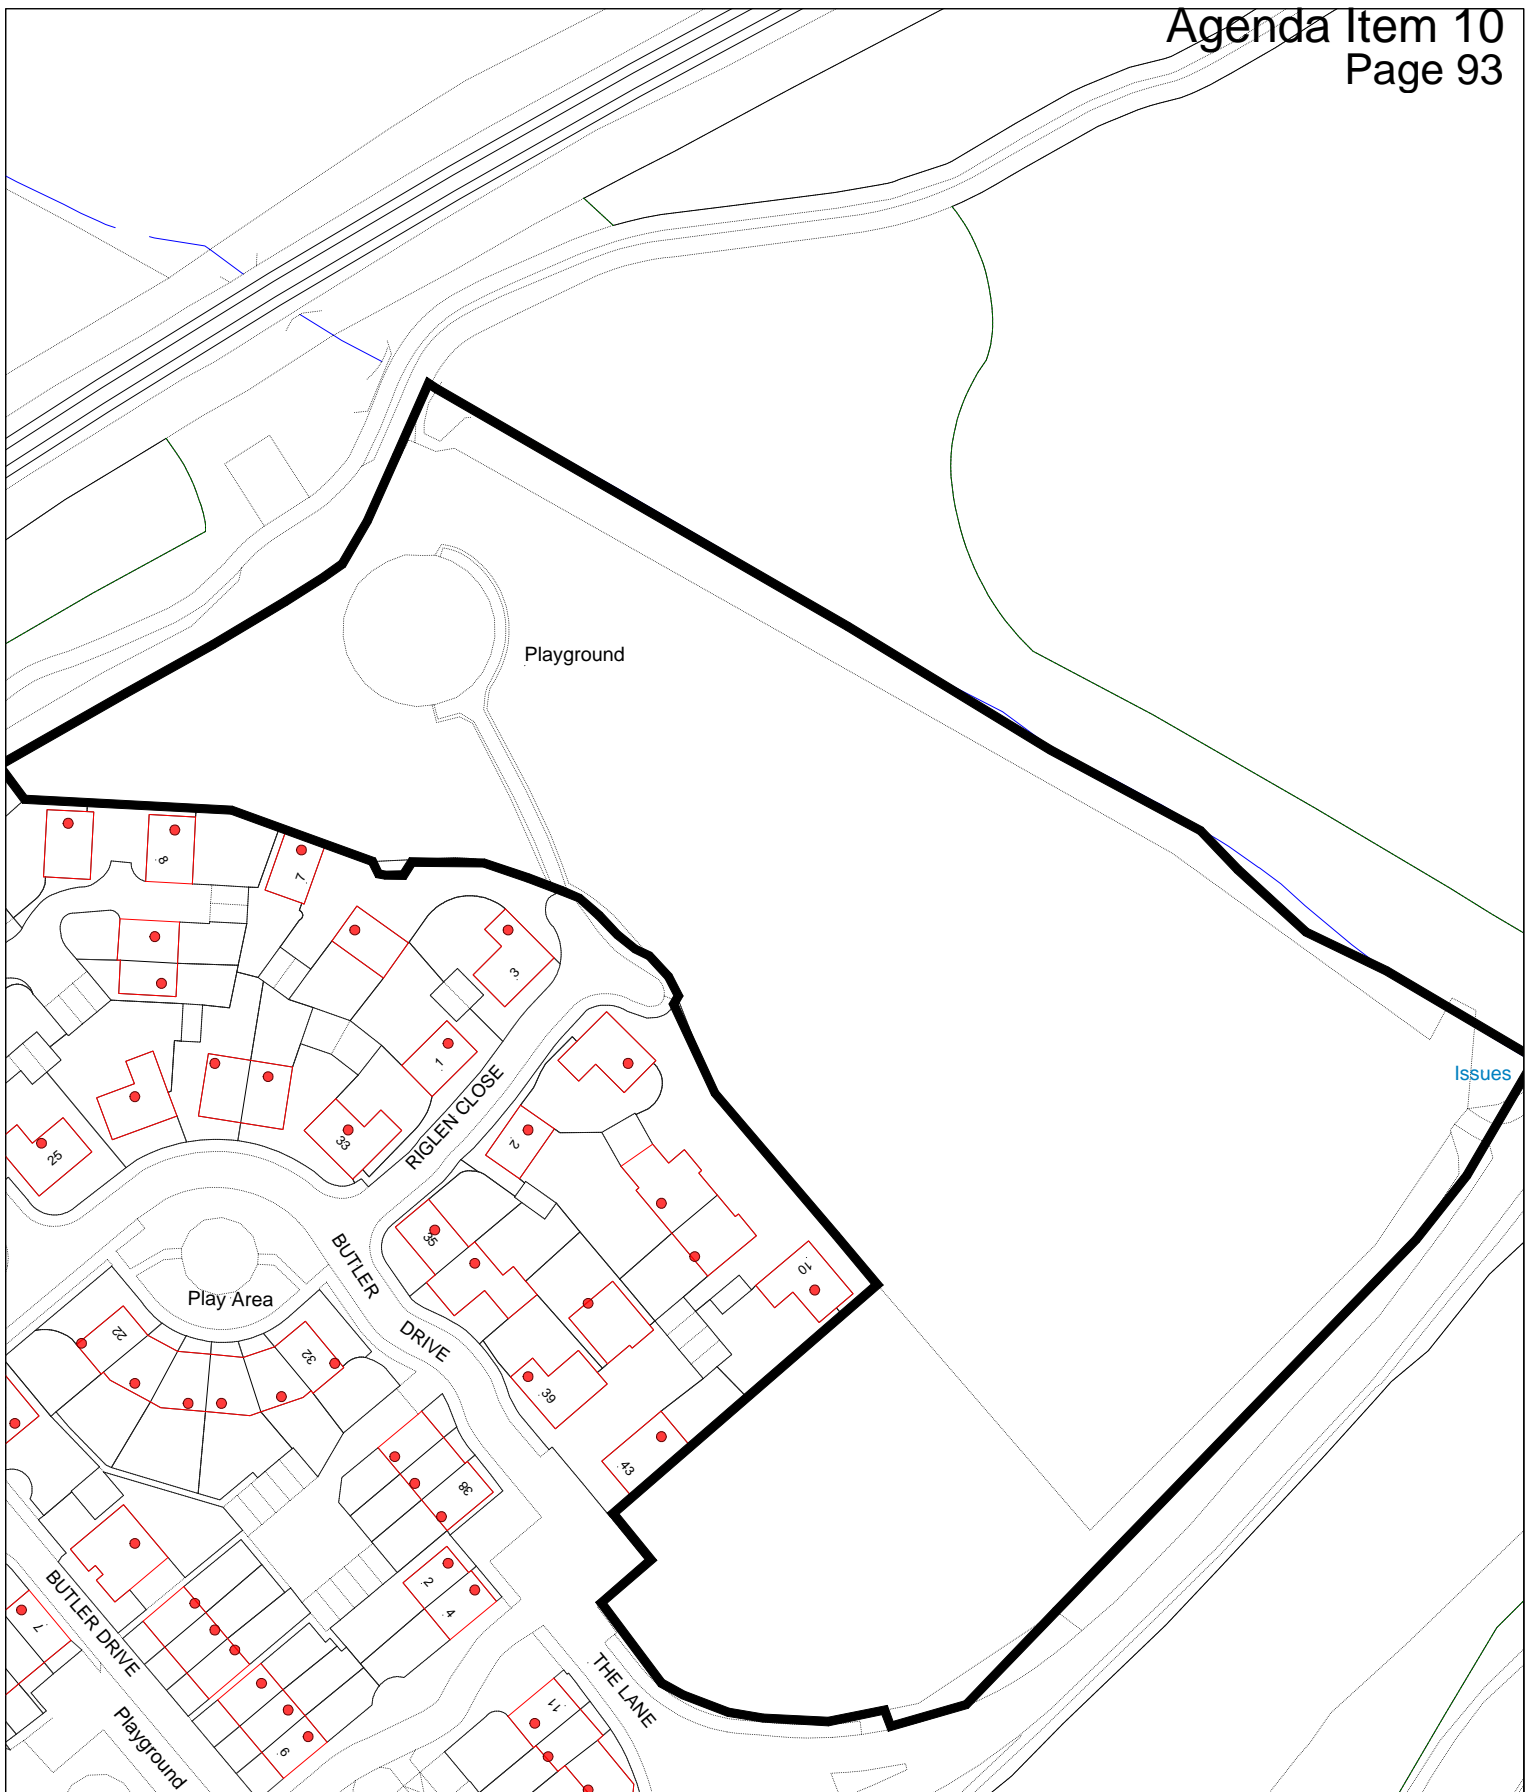 Agenda Item 10
Page 93
Playground
8
7
3
1
Issues
33
25
RIGLEN CLOSE
2
35
BUTLER
DRIVE
10
Play Area
22
32
39
43
38
2
4
BUTLER DRIVE
7
THE LANE
11
9
Playground